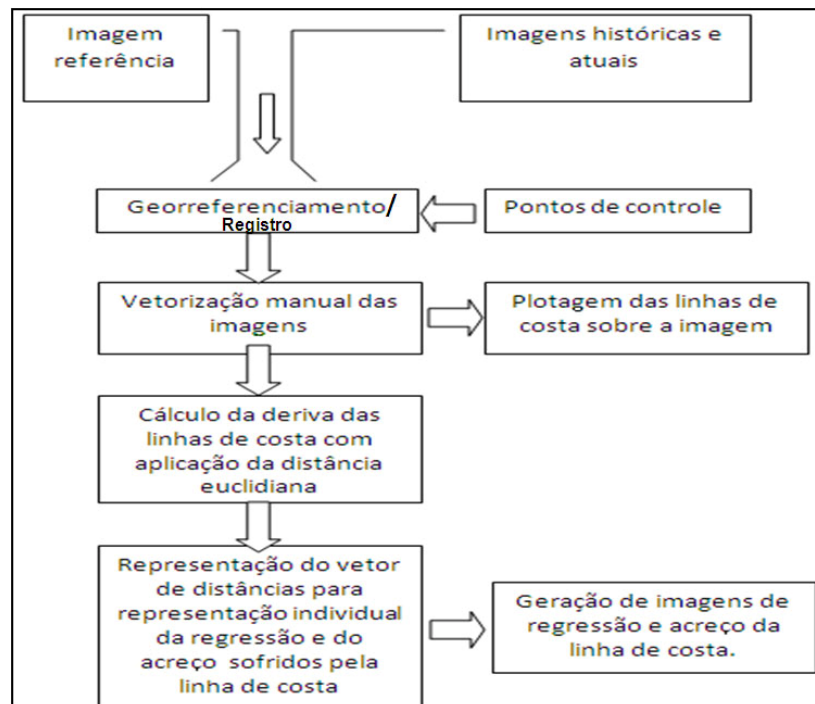 Imagem
referência
Imagens históricas e
atuais
Georreferenciamento/
Registro
Pontos de controle
Vetorização manual das
imagens
Plotagem das linhas de
costa sobre a imagem
Cálculo da deriva das
linhas de costa com
aplicação da distância
euclidiana
Representação do vetor
de distâncias para
representação individual
da regressão e do
acreço sofridos pela
linha de costa
Geração de imagens de
regressão e acreço da
linha de costa.